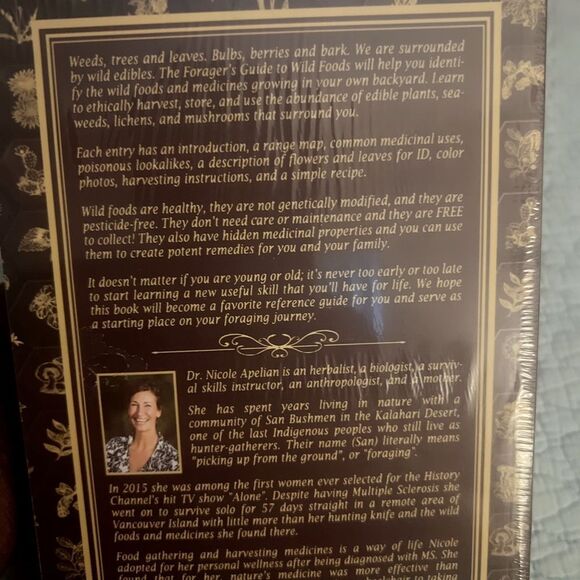 Weeds, trees and leaves. Bulbs, berries and bark. We are surrounded
by wild edibles. The Forager's Guide to Wild Foods will help you identi-
fy the wild foods and medicines growing in your own backyard. Learn
to ethically harvest, store, and use the abundance of edible plants, sea-
weeds, lichens, and mushrooms that surround you.
Each entry has an introduction, a range map, common medicinal uses,
poisonous lookalikes, a description of flowers and leaves for ID, color
photos, harvesting instructions, and a simple recipe.
Wild foods are healthy, they are not genetically modified, and they are
pesticide-free. They don't need care or maintenance and they are FREE
to collect! They also have hidden medicinal properties and you can use
them to create potent remedies for you and your family.
It doesn't matter if you are young or old; it's never too early or too late
to start learning a new useful skill that you'll have for life. We hope
this book will become a favorite reference guide for you and serve as
a starting place on your foraging journey.
Dr. Nicole Apelian is an herbalist, a biologist, a surviv-
al skills instructor, an anthropologist, and a mother.
She has spent years living in nature with a
community of San Bushmen in the Kalahari Desert,
one of the last Indigenous peoples who still live as
hunter-gatherers. Their name (San) literally means
"picking up from the ground", or "foraging".
In 2015 she was among the first women ever selected for the History
Channel's hit TV show "Alone". Despite having Multiple Sclerosis she
went on to survive solo for 57 days straight in a remote area of
Vancouver Island with little more than her hunting knife and the wild
foods and medicines she found there.
Food gathering and harvesting medicines is a way of life Nicole
adopted for her personal wellness after being diagnosed with MS. She
found that for her, nature's medicine was more effective than
to taking